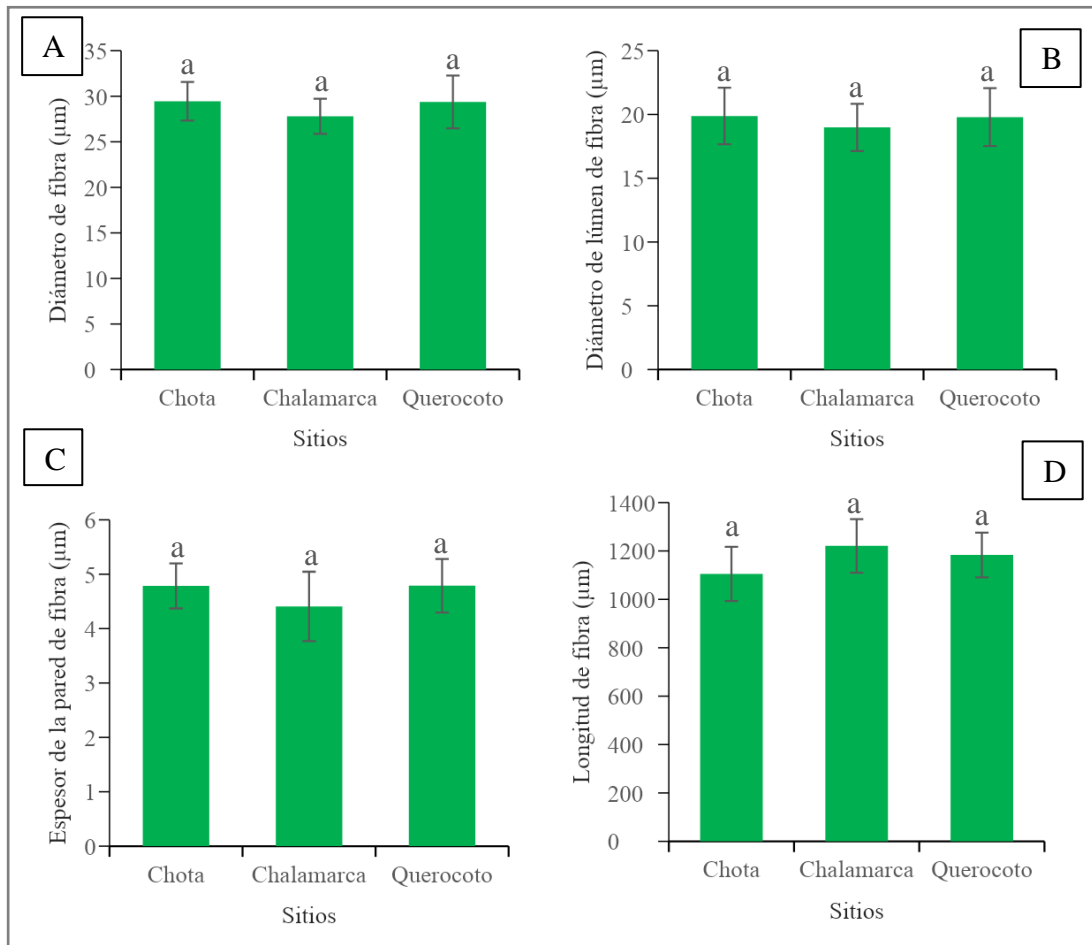 A
Diámetro de fibra (µm)
35
30
25
20
15
10
5
0
a
a
a
Chota
Chalamarca
Querocoto
Sitios
B
Diámetro de lúmen de fibra (µm)
25
20
15
10
5
0
a
a
a
Chota
Chalamarca
Querocoto
Sitios
C
Espesor de la pared de fibra (µm)
6
5
4
3
2
1
0
a
a
a
Chota
Chalamarca
Querocoto
Sitios
D
Longitud de fibra (µm)
1400
1200
1000
800
600
400
200
0
a
a
a
Chota
Chalamarca
Querocoto
Sitios